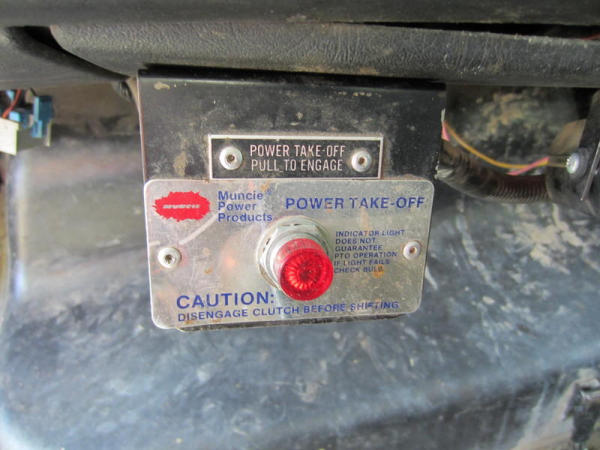 POWER TAKE-OFF
PULL TO ENGAGE
MUNCIE
Muncie
Power
Products
POWER TAKE-OFF
INDICATOR LIGHT
DOES NOT
GUARANTEE
PTO OPERATION
IF LIGHT FAILS
CHECK BULB
CAUTION:
DISENGAGE CLUTCH BEFORE SHIFTING